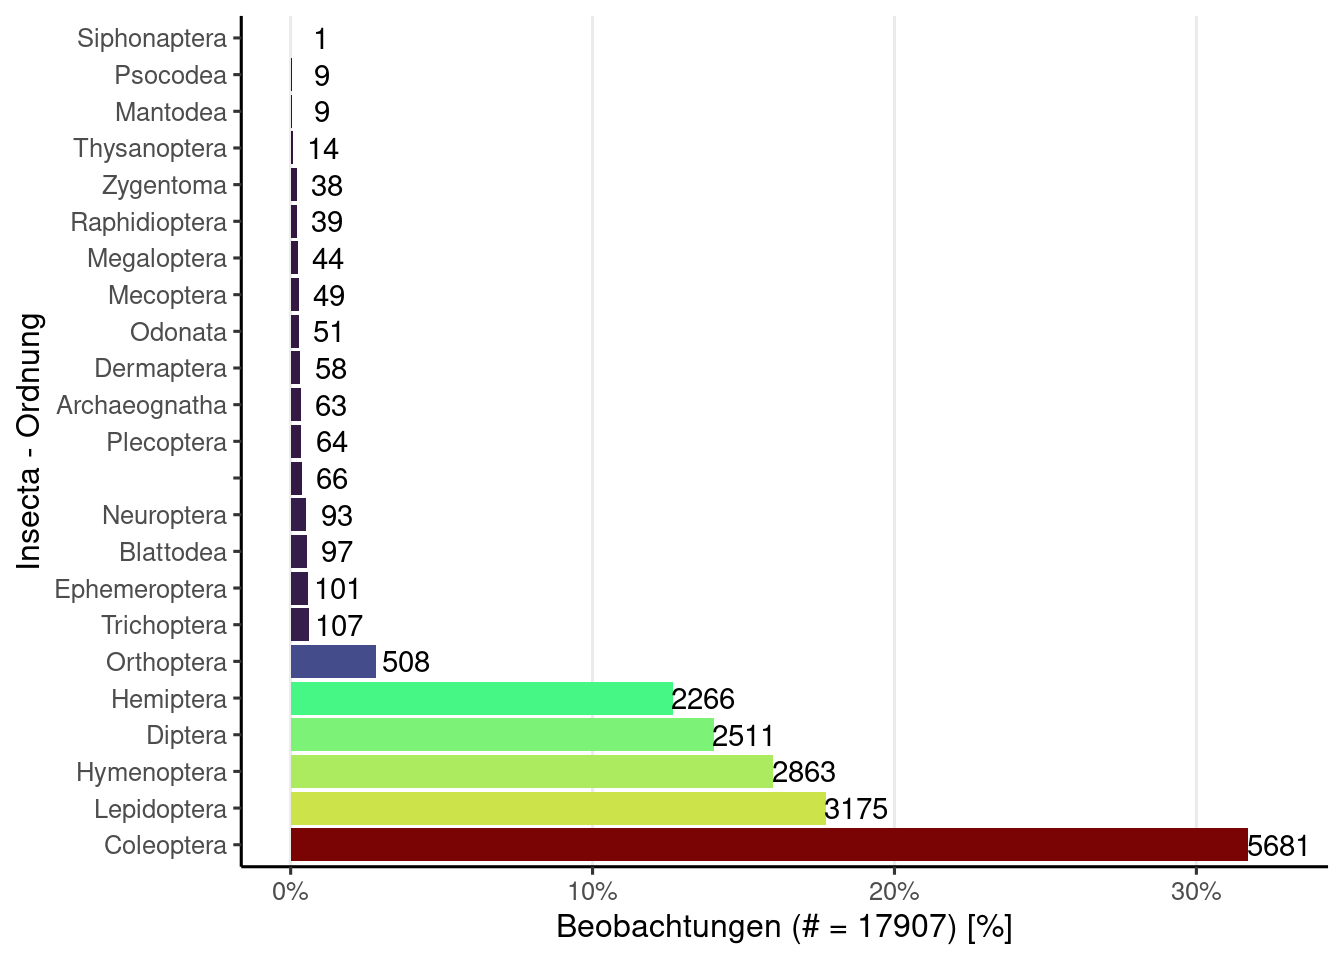 Insecta - Ordnung
Siphonaptera 1
Psocodea 9
Mantodea 9
Thysanoptera 14
Zygentoma 38
Raphidioptera 39
Megaloptera 44
Mecoptera 49
Odonata 51
Dermaptera 58
Archaeognatha 63
Plecoptera 64
66
Neuroptera 93
Blattodea 97
Ephemeroptera 101
Trichoptera 107
Orthoptera 508
Hemiptera 2266
Diptera 2511
Hymenoptera 2863
Lepidoptera 3175
Coleoptera 5681
0% 10% 20% 30%
Beobachtungen (# = 17907) [%]